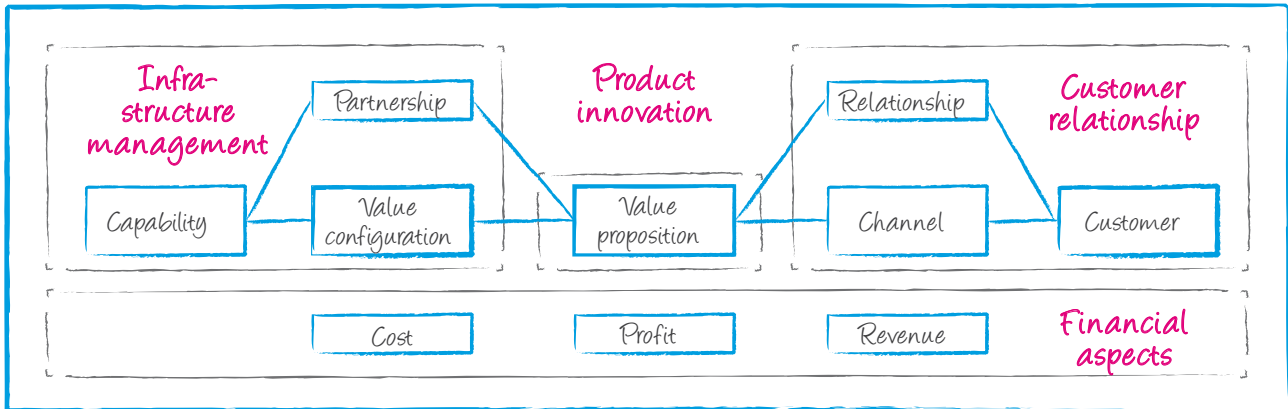 Infra-
structure
management
Partnership
Capability
Value
configuration
Product
innovation
Value
proposition
Relationship
Customer
relationship
Channel
Customer
Cost
Profit
Revenue
Financial
aspects